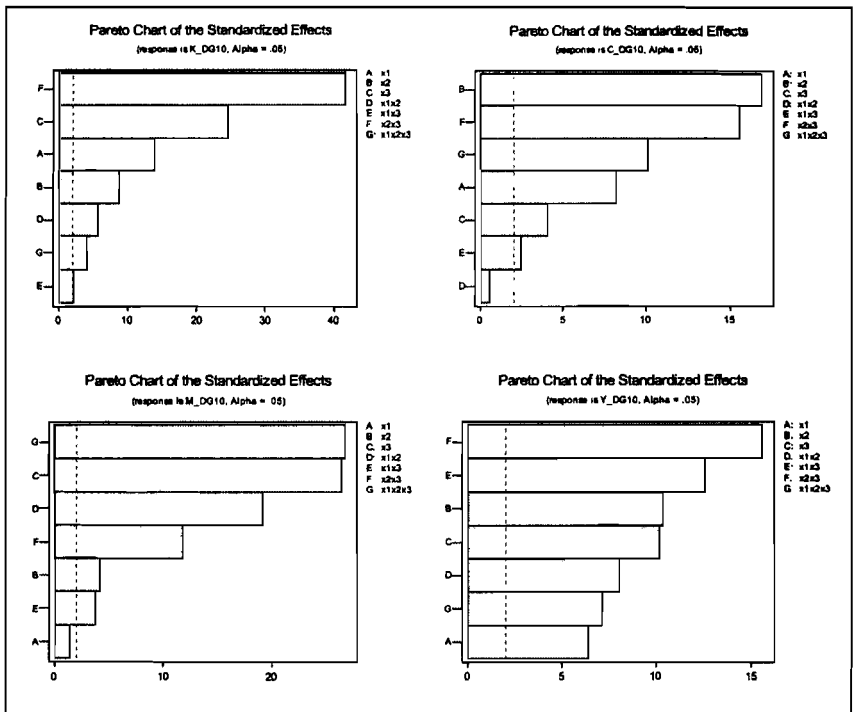 Pareto Chart of the Standardized Effects
(response is K_DG10, Alpha = .05)
A x1
B x2
C x3
D x1x2
E x1x3
F x2x3
G· x1x2x3
F
C
A
B
D
G
E
0 10 20 30 40
Pareto Chart of the Standardized Effects
(response is C_DG10, Alpha = .05)
A: x1
B· x2
C. x3
D: x1x2
E: x1x3
F x2x3
G x1x2x3
B
F
G
A
C
E
D
0 5 10 15
Pareto Chart of the Standardized Effects
(response is M_DG10, Alpha = 05)
A x1
B x2
C. x3
D· x1x2
E x1x3
F x2x3
G x1x2x3
G
C
D
F
B
E
A
0 10 20
Pareto Chart of the Standardized Effects
(response is Y_DG10, Alpha = .05)
A: x1
B. x2
C: x3
D. x1x2
E· x1x3
F. x2x3
G x1x2x3
F
E
B
C
D
G
A
0 5 10 15